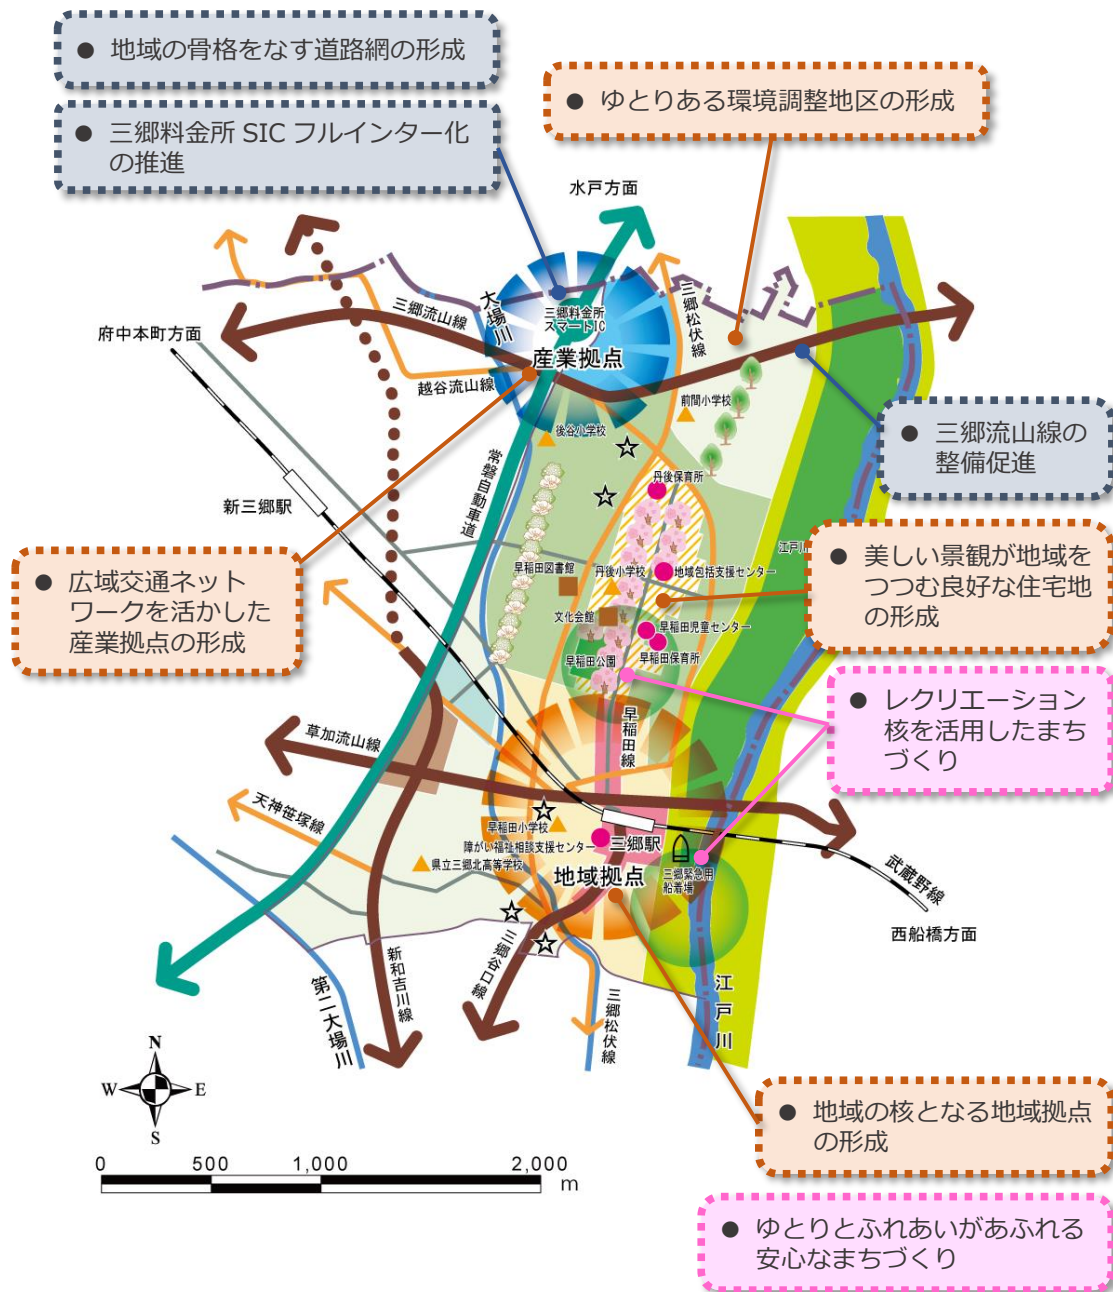 ● 地域の骨格をなす道路網の形成
● 三郷料金所 SIC フルインター化
の推進
● ゆとりある環境調整地区の形成
水戸方面
大場川
三郷流山線
三郷料金所
スマートIC
三郷松伏線
府中本町方面
産業拠点
越谷流山線
前間小学校
後谷小学校
● 三郷流山線の
整備促進
常磐自動車道
丹後保育所
新三郷駅
江戸川
● 美しい景観が地域を
つつむ良好な住宅地
の形成
● 広域交通ネット
ワークを活かした
産業拠点の形成
早稲田図書館
丹後小学校
地域包括支援センター
文化会館
早稲田児童センター
早稲田公園
早稲田保育所
● レクリエーション
核を活用したまち
づくり
早稲田線
草加流山線
天神笹塚線
早稲田小学校
障がい福祉相談支援センター
三郷駅
県立三郷北高等学校
地域拠点
三郷緊急用
船着場
武蔵野線
西船橋方面
新和吉川線
三郷谷口線
三郷松伏線
第二大場川
江戸川
N
W
E
S
● 地域の核となる地域拠点
の形成
0 500 1,000 2,000
m
● ゆとりとふれあいがあふれる
安心なまちづくり